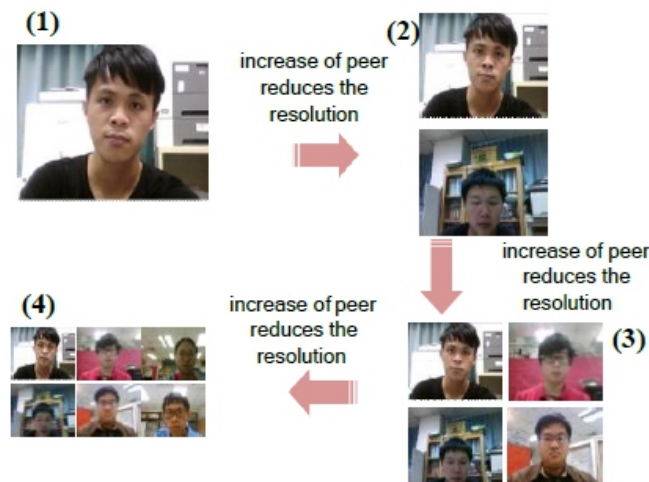 (1)
increase of peer
reduces the
resolution
(2)
increase of peer
reduces the
resolution
(3)
increase of peer
reduces the
resolution
(4)